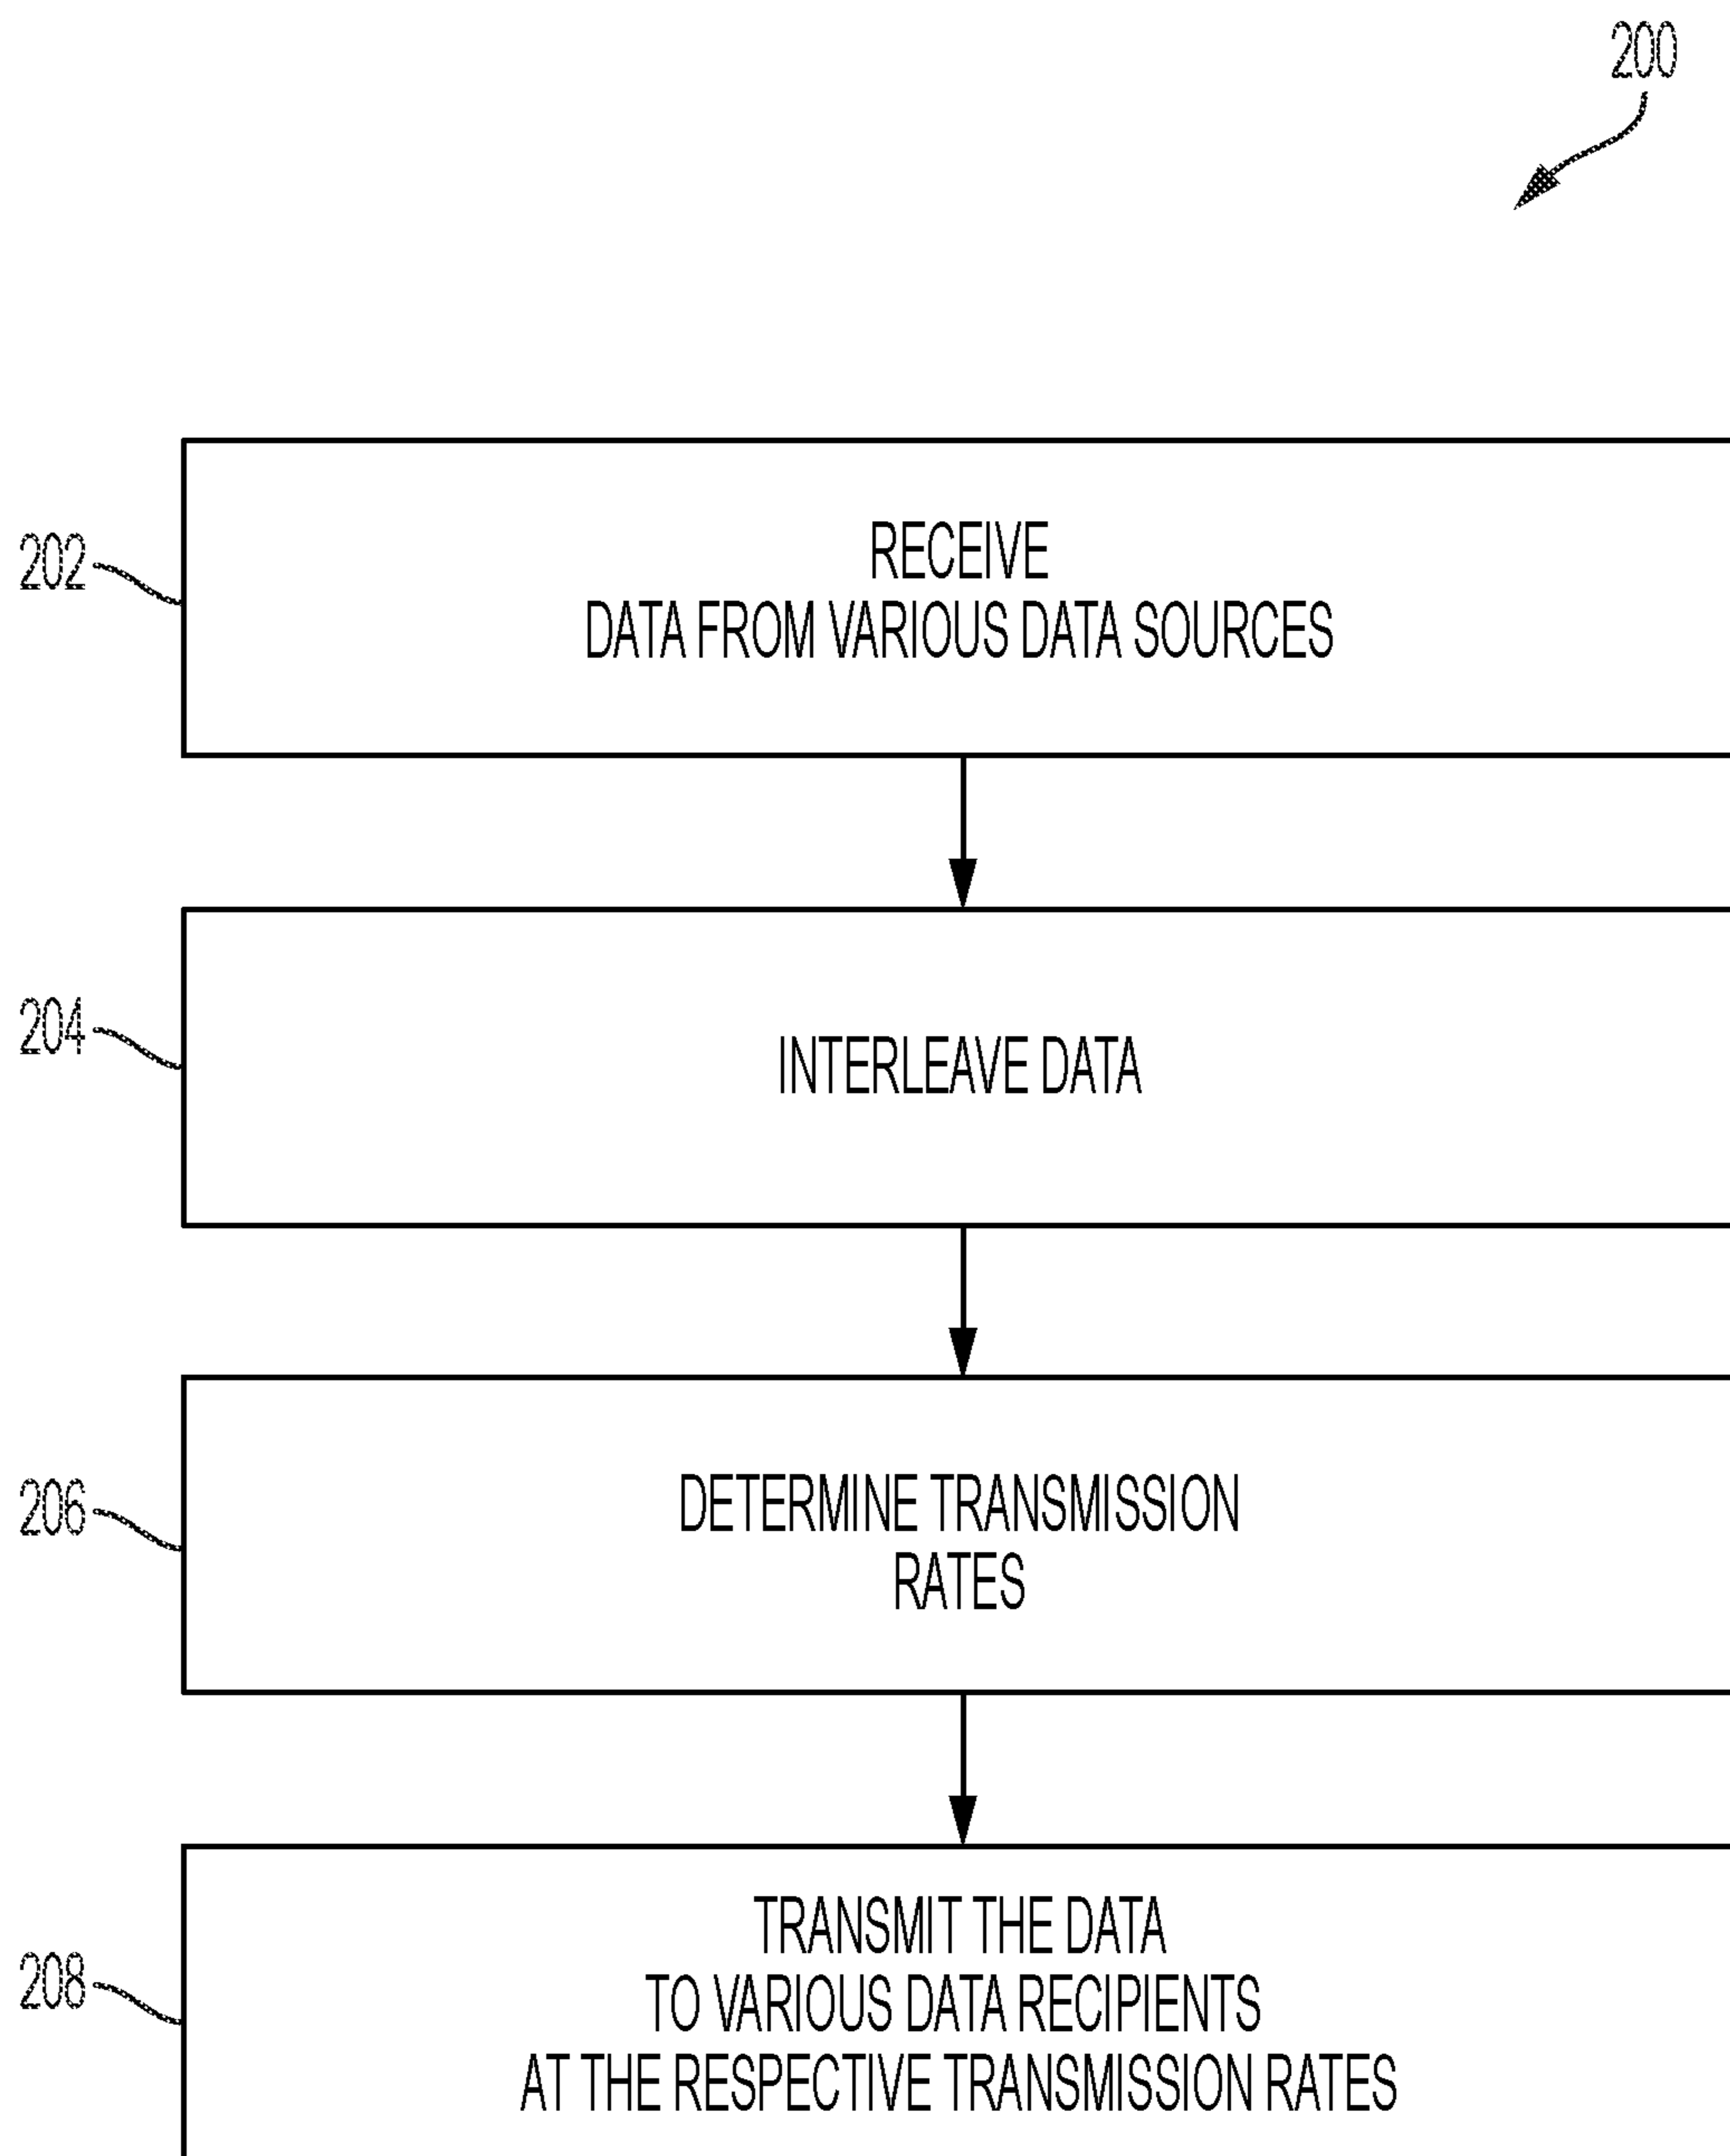 200
202
RECEIVE
DATA FROM VARIOUS DATA SOURCES
204
INTERLEAVE DATA
206
DETERMINE TRANSMISSION
RATES
208
TRANSMIT THE DATA
TO VARIOUS DATA RECIPIENTS
AT THE RESPECTIVE TRANSMISSION RATES